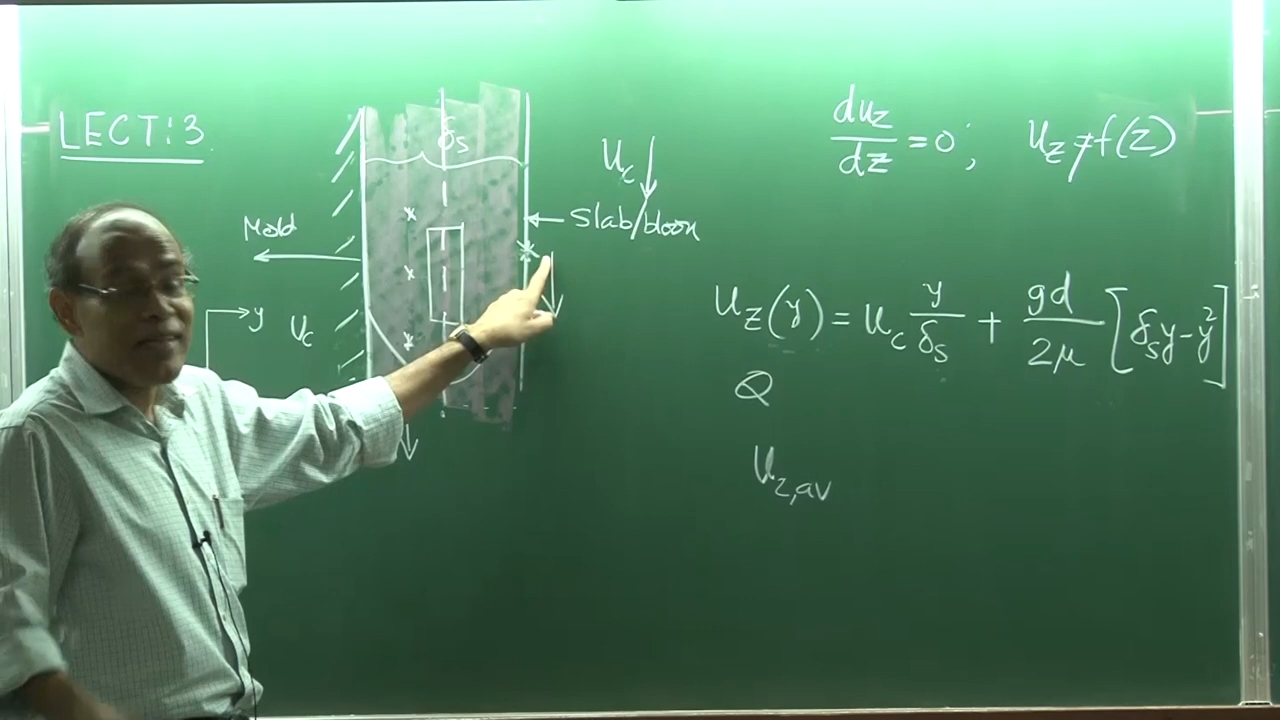 LECT:3
δs
Uc
Slab/bloom
Mold
y
Uc
duz/dz = 0; uz ≠ f(z)
uz(y) = uc y/δs + gd/2μ [δsy - y²]
Q
Uz,av